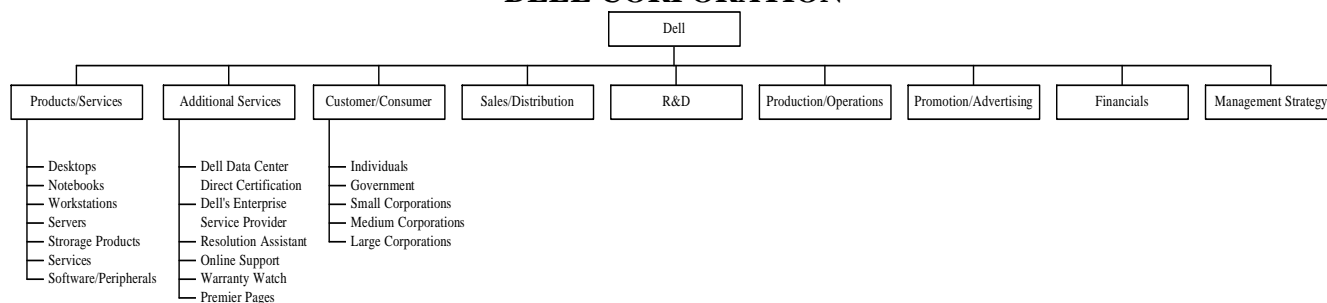 DELL CORPORATION
Dell
Products/Services
Additional Services
Customer/Consumer
Sales/Distribution
R&D
Production/Operations
Promotion/Advertising
Financials
Management Strategy
Desktops
Notebooks
Workstations
Servers
Strorage Products
Services
Software/Peripherals
Dell Data Center
Direct Certification
Dell's Enterprise
Service Provider
Resolution Assistant
Online Support
Warranty Watch
Premier Pages
Individuals
Government
Small Corporations
Medium Corporations
Large Corporations